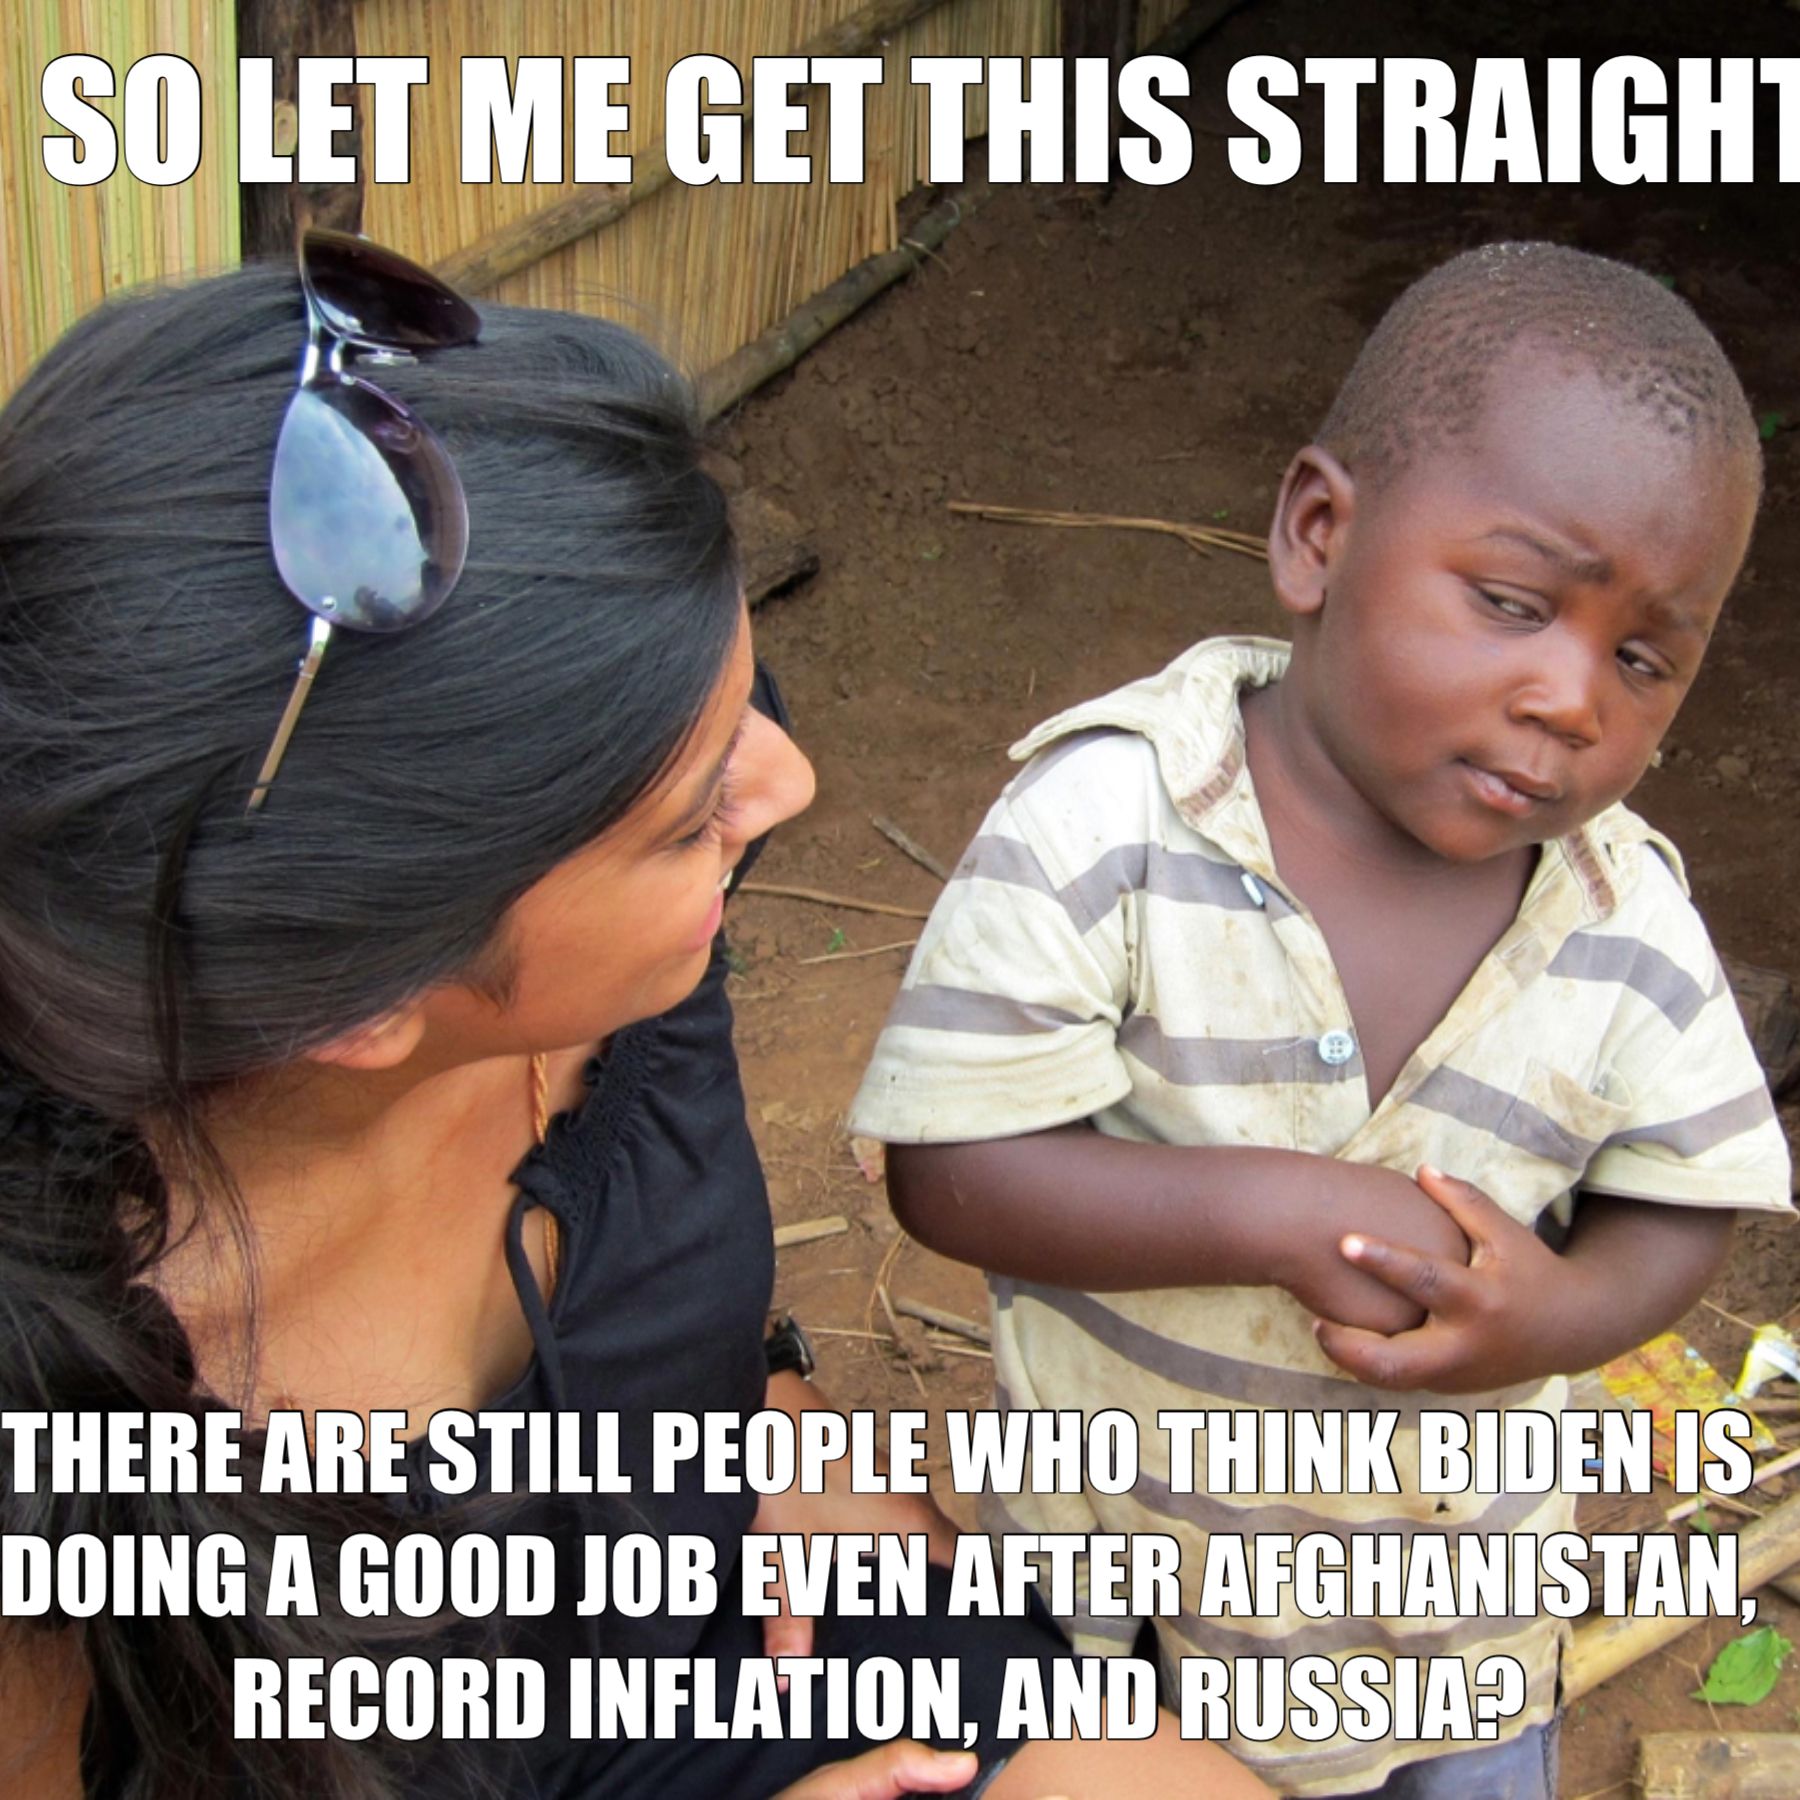 SO LET ME GET THIS STRAIGHT
THERE ARE STILL PEOPLE WHO THINK BIDEN IS
DOING A GOOD JOB EVEN AFTER AFGHANISTAN,
RECORD INFLATION, AND RUSSIA?